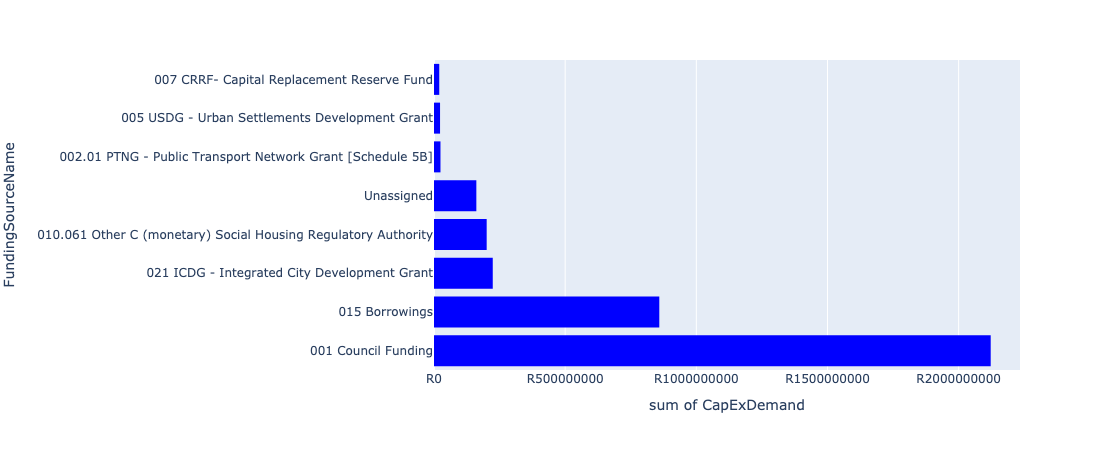 FundingSourceName
007 CRRF- Capital Replacement Reserve Fund
005 USDG - Urban Settlements Development Grant
002.01 PTNG - Public Transport Network Grant [Schedule 5B]
Unassigned
010.061 Other C (monetary) Social Housing Regulatory Authority
021 ICDG - Integrated City Development Grant
015 Borrowings
001 Council Funding
R0 R500000000 R1000000000 R1500000000 R2000000000
sum of CapExDemand